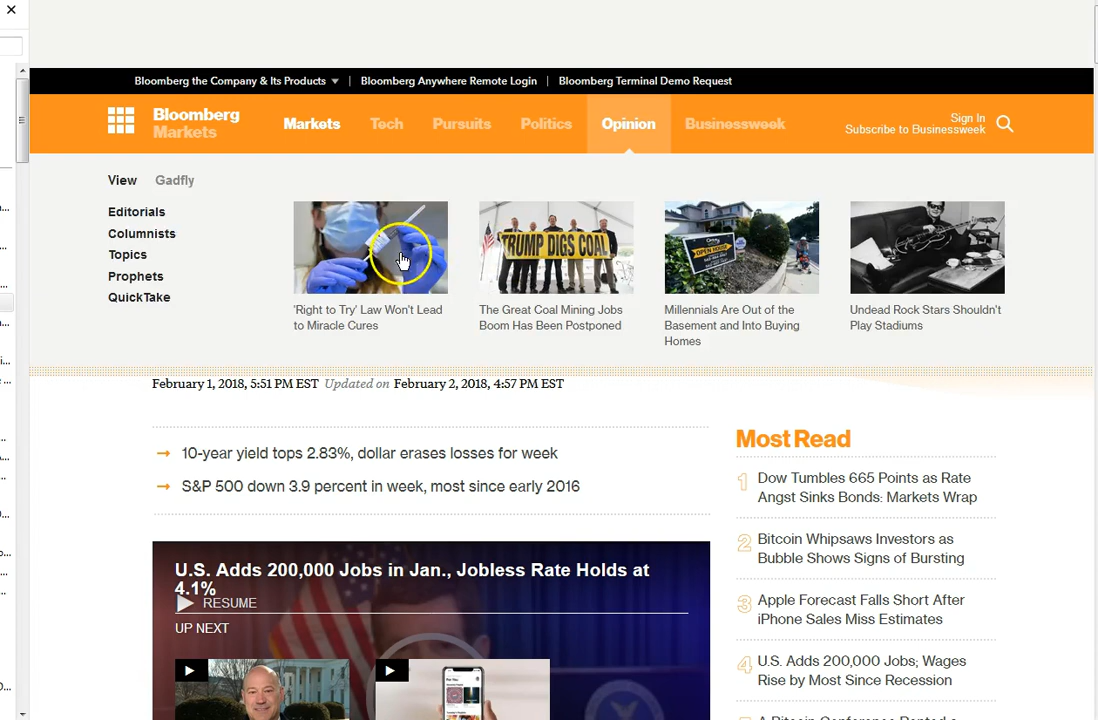 Bloomberg the Company & Its Products | Bloomberg Anywhere Remote Login | Bloomberg Terminal Demo Request
Bloomberg
Markets
Markets Tech Pursuits Politics Opinion Businessweek
Sign In
Subscribe to Businessweek
View Gadfly
Editorials
Columnists
Topics
Prophets
QuickTake
TRUMP DIGS COAL
OPEN HOUSE
'Right to Try' Law Won't Lead
to Miracle Cures
The Great Coal Mining Jobs
Boom Has Been Postponed
Millennials Are Out of the
Basement and Into Buying
Homes
Undead Rock Stars Shouldn't
Play Stadiums
February 1, 2018, 5:51 PM EST Updated on February 2, 2018, 4:57 PM EST
→ 10-year yield tops 2.83%, dollar erases losses for week
→ S&P 500 down 3.9 percent in week, most since early 2016
U.S. Adds 200,000 Jobs in Jan., Jobless Rate Holds at
4.1%
RESUME
UP NEXT
Most Read
1 Dow Tumbles 665 Points as Rate
Angst Sinks Bonds: Markets Wrap
2 Bitcoin Whipsaws Investors as
Bubble Shows Signs of Bursting
3 Apple Forecast Falls Short After
iPhone Sales Miss Estimates
4 U.S. Adds 200,000 Jobs; Wages
Rise by Most Since Recession